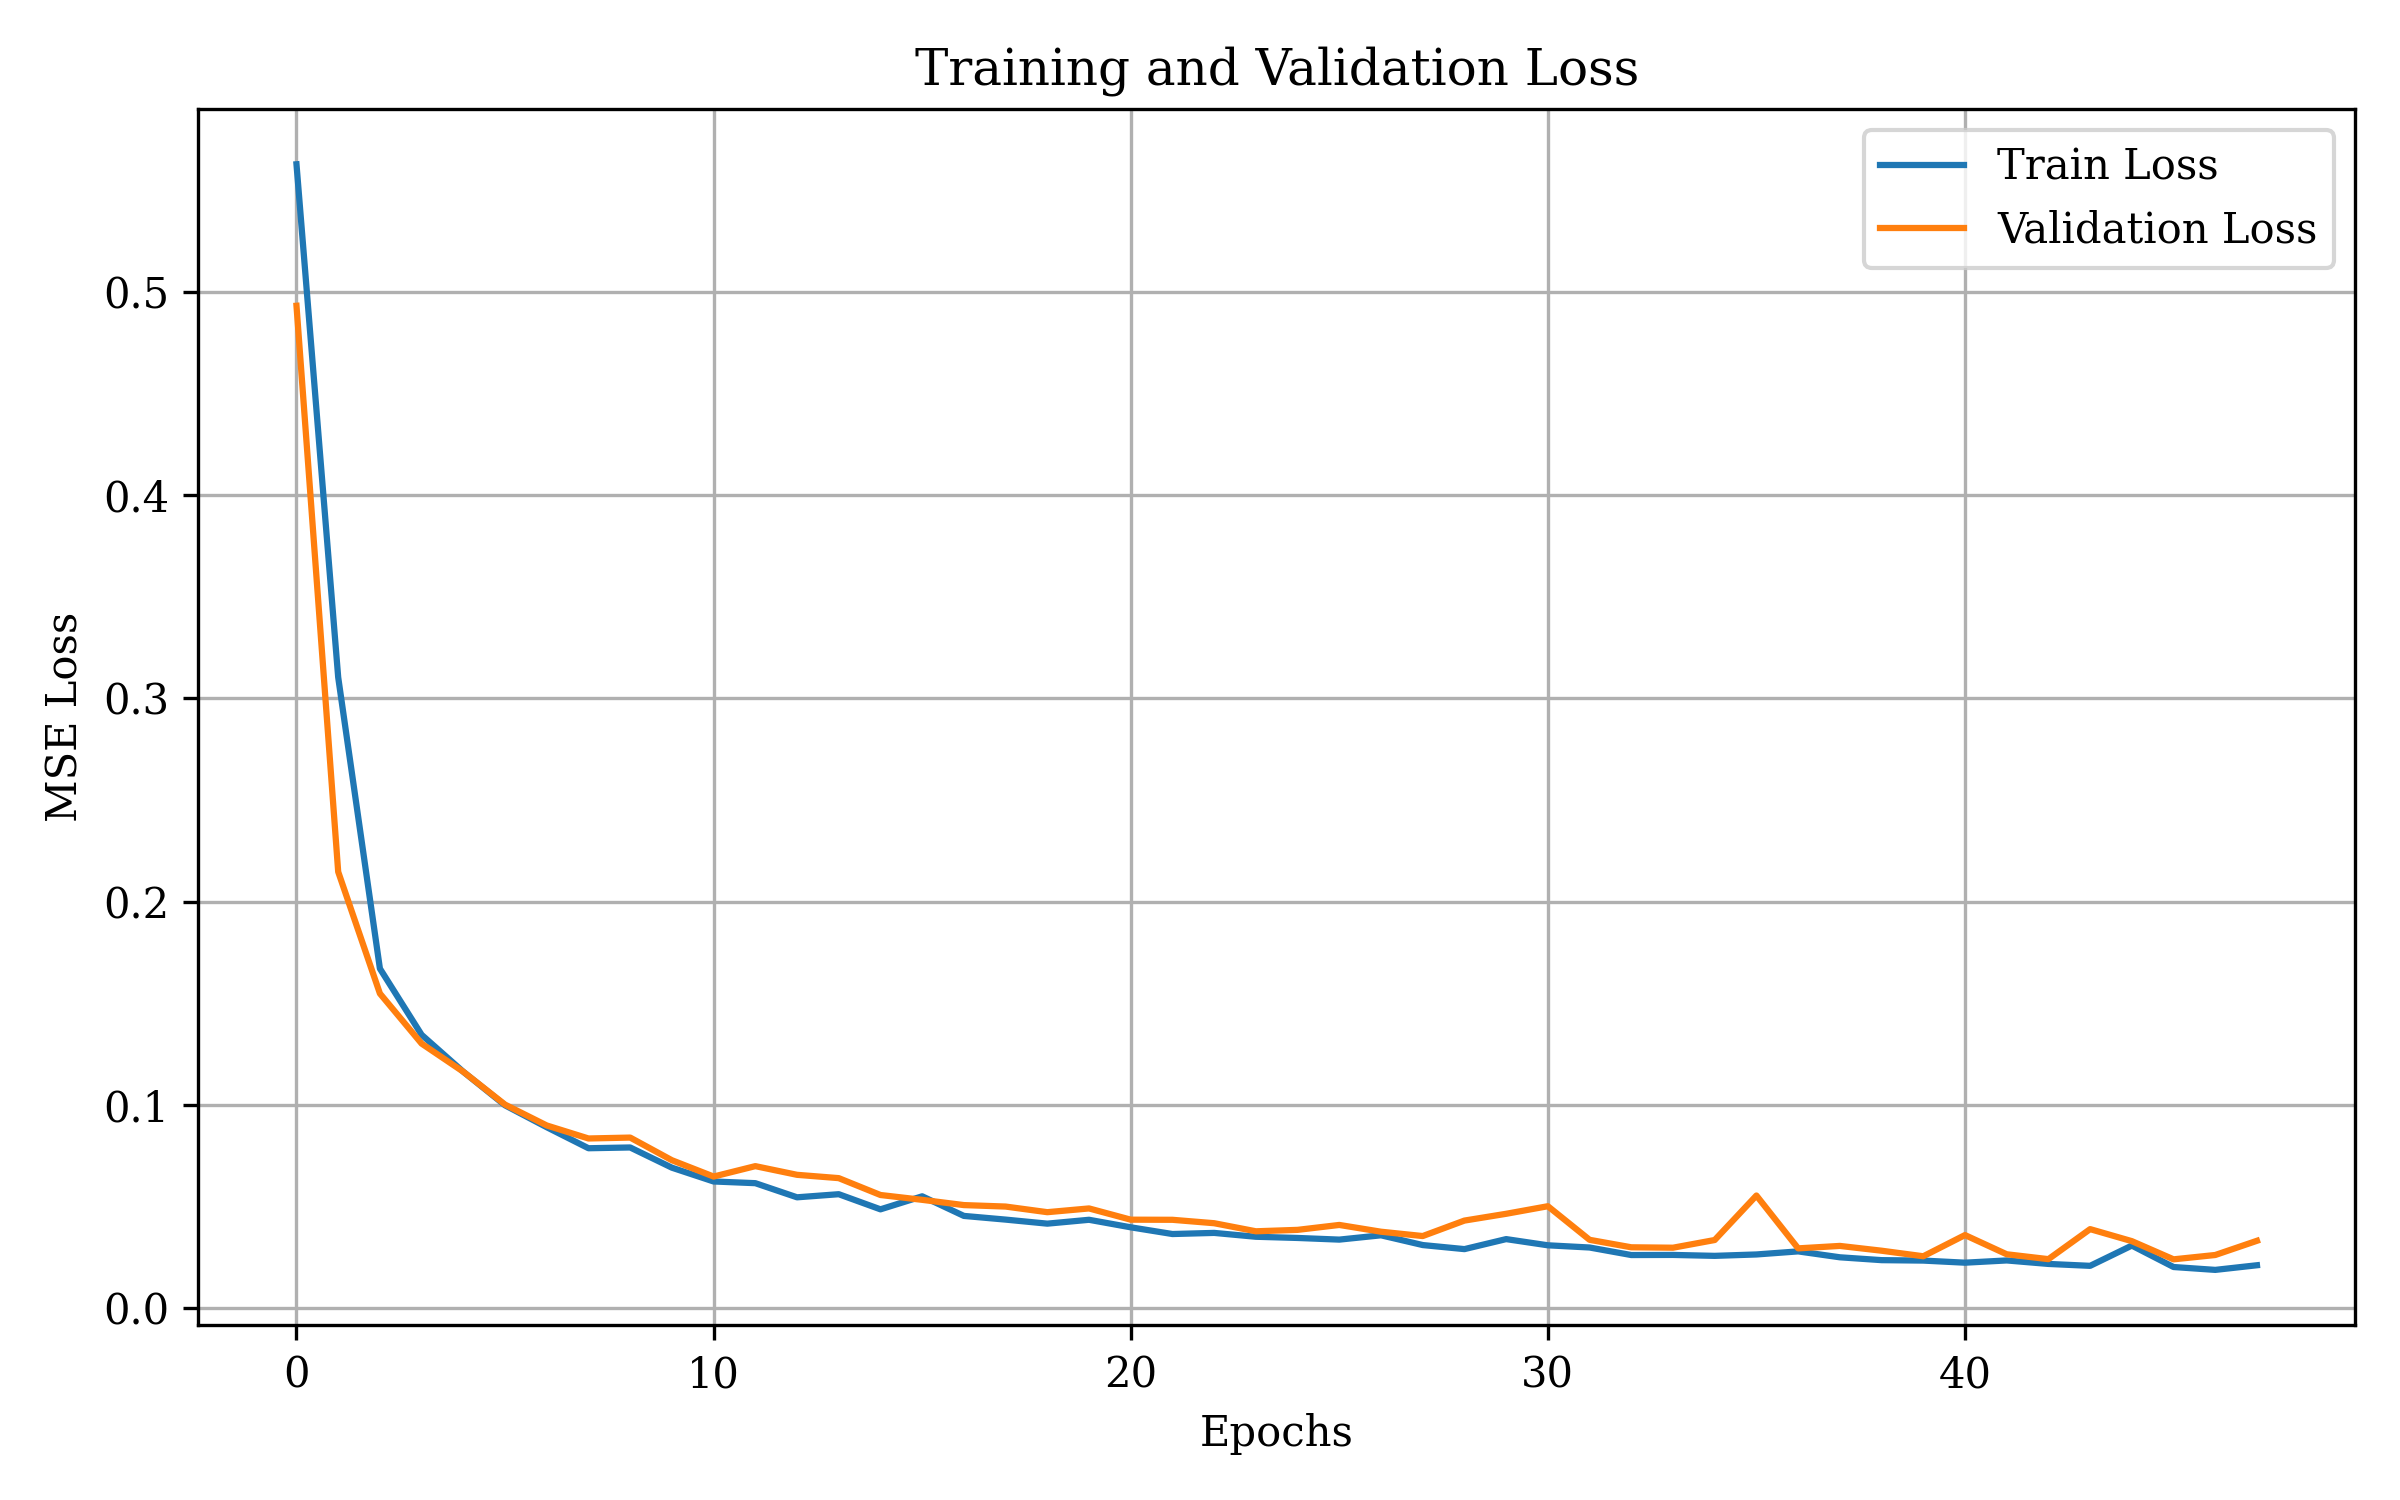 Training and Validation Loss
Train Loss
Validation Loss
0.5
0.4
0.3
0.2
0.1
0.0
MSE Loss
0 10 20 30 40
Epochs